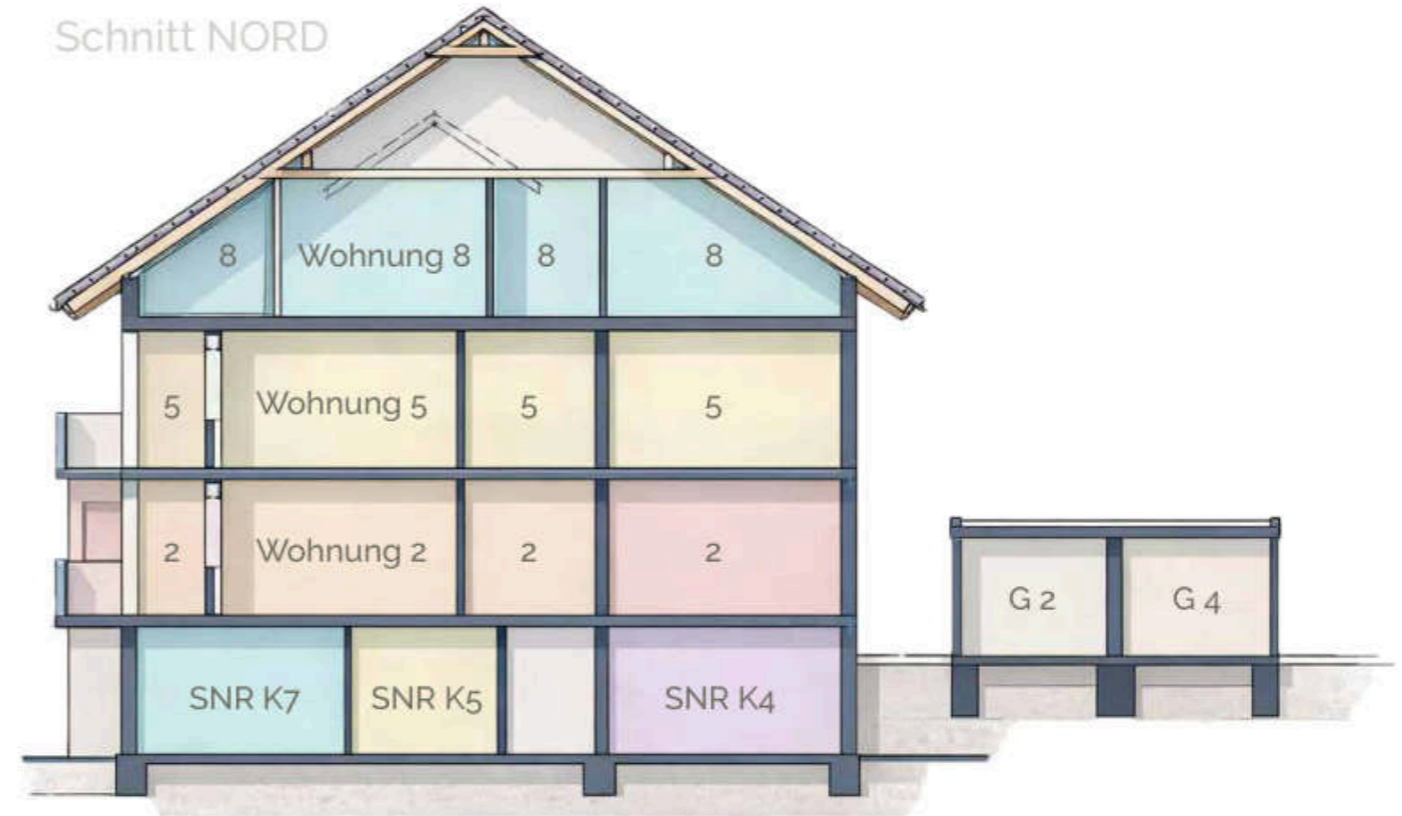 Schnitt NORD
8 Wohnung 8 8 8
5 Wohnung 5 5 5
2 Wohnung 2 2 2
G 2 G 4
SNR K7 SNR K5 SNR K4